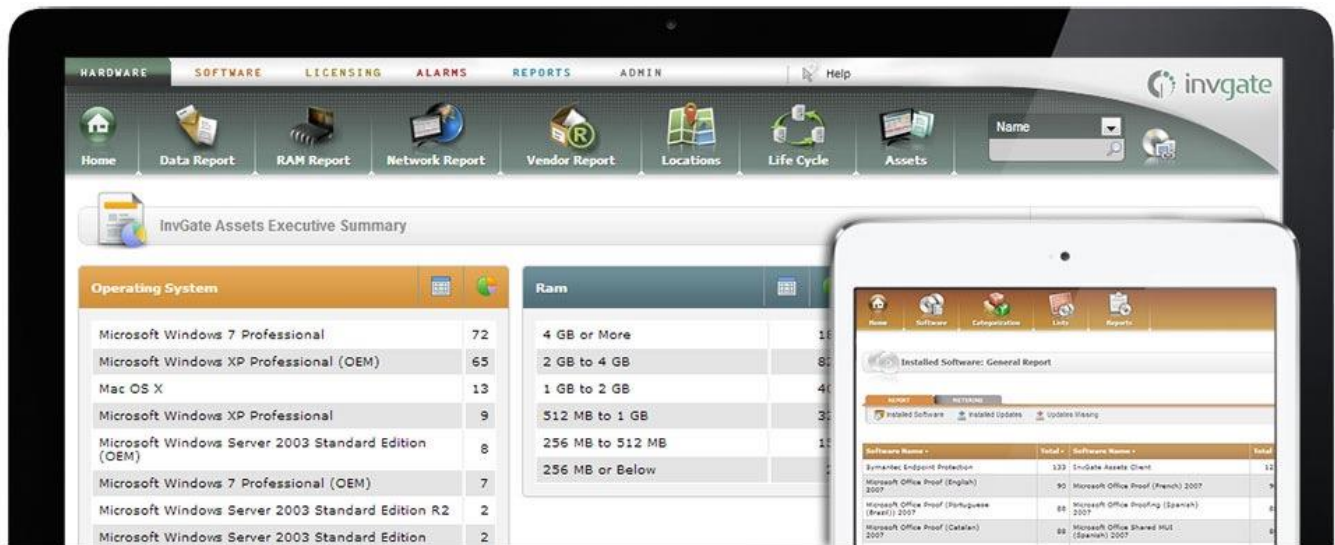 HARDWARE SOFTWARE LICENSING ALARMS REPORTS ADMIN Help
invgate
Name
Home Data Report RAM Report Network Report Vendor Report Locations Life Cycle Assets
InvGate Assets Executive Summary
Operating System
Microsoft Windows 7 Professional 72
Microsoft Windows XP Professional (OEM) 65
Mac OS X 13
Microsoft Windows XP Professional 9
Microsoft Windows Server 2003 Standard Edition
(OEM) 8
Microsoft Windows 7 Professional (OEM) 7
Microsoft Windows Server 2003 Standard Edition R2 2
Microsoft Windows Server 2003 Standard Edition 2
Ram
4 GB or More
2 GB to 4 GB
1 GB to 2 GB
512 MB to 1 GB
256 MB to 512 MB
256 MB or Below
Home Software Categorization Lists Reports
Installed Software: General Report
REPORT METERING
Installed Software Installed Updates Updates Missing
Software Name Total Software Name Total
Symantec Endpoint Protection 133 InvGate Assets Client
Microsoft Office Proof (English)
2007 90 Microsoft Office Proof (French) 2007
Microsoft Office Proof (Portuguese
(Brazil)) 2007 88 Microsoft Office Proofing (Spanish)
2007
Microsoft Office Proof (Catalan)
2007 88 Microsoft Office Shared MUI
(Spanish) 2007